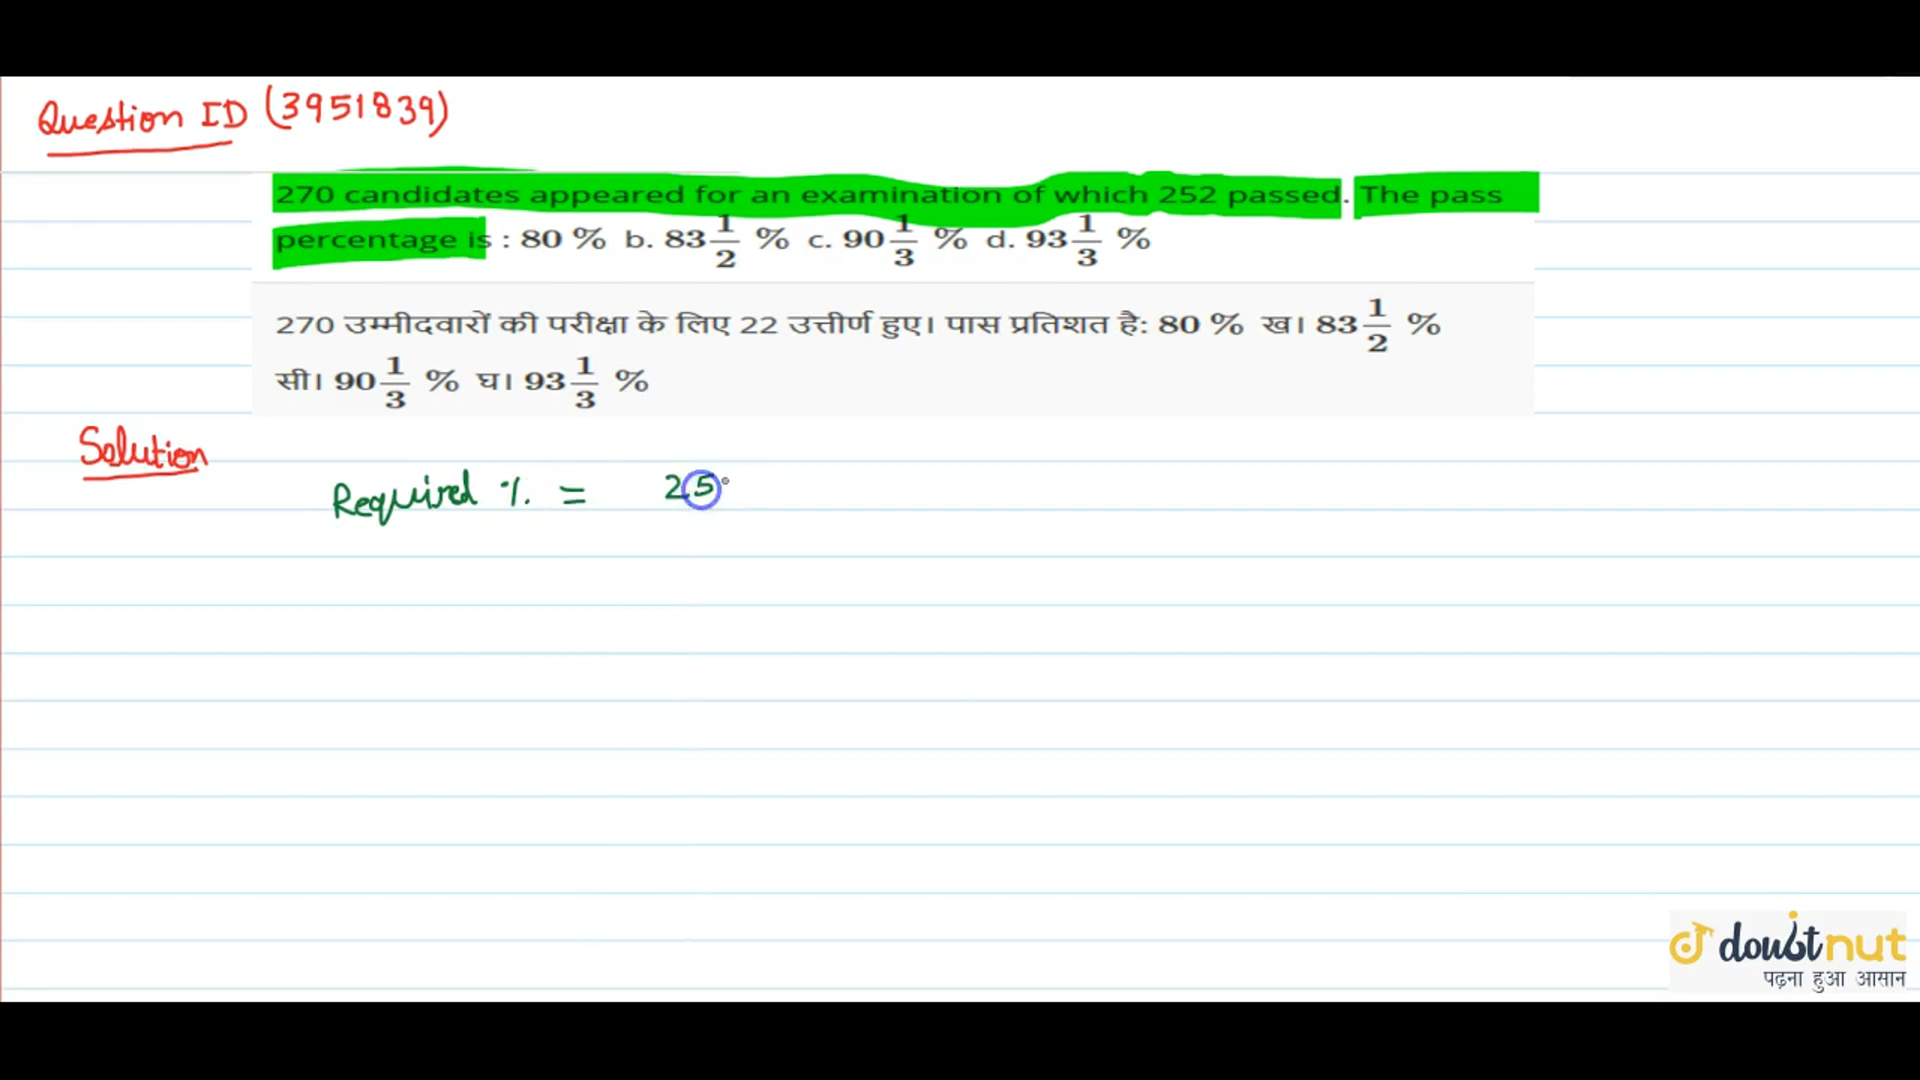 Question ID (3951839)
270 candidates appeared for an examination of which 252 passed. The pass
percentage is : 80 % b. 83 1/2 % c. 90 1/3 % d. 93 1/3 %
270 उम्मीदवारों की परीक्षा के लिए 22 उत्तीर्ण हुए। पास प्रतिशत है: 80 % ख। 83 1/2 %
सी। 90 1/3 % घ। 93 1/3 %
Solution
Required % = 25
doubtnut
पढ़ना हुआ आसान